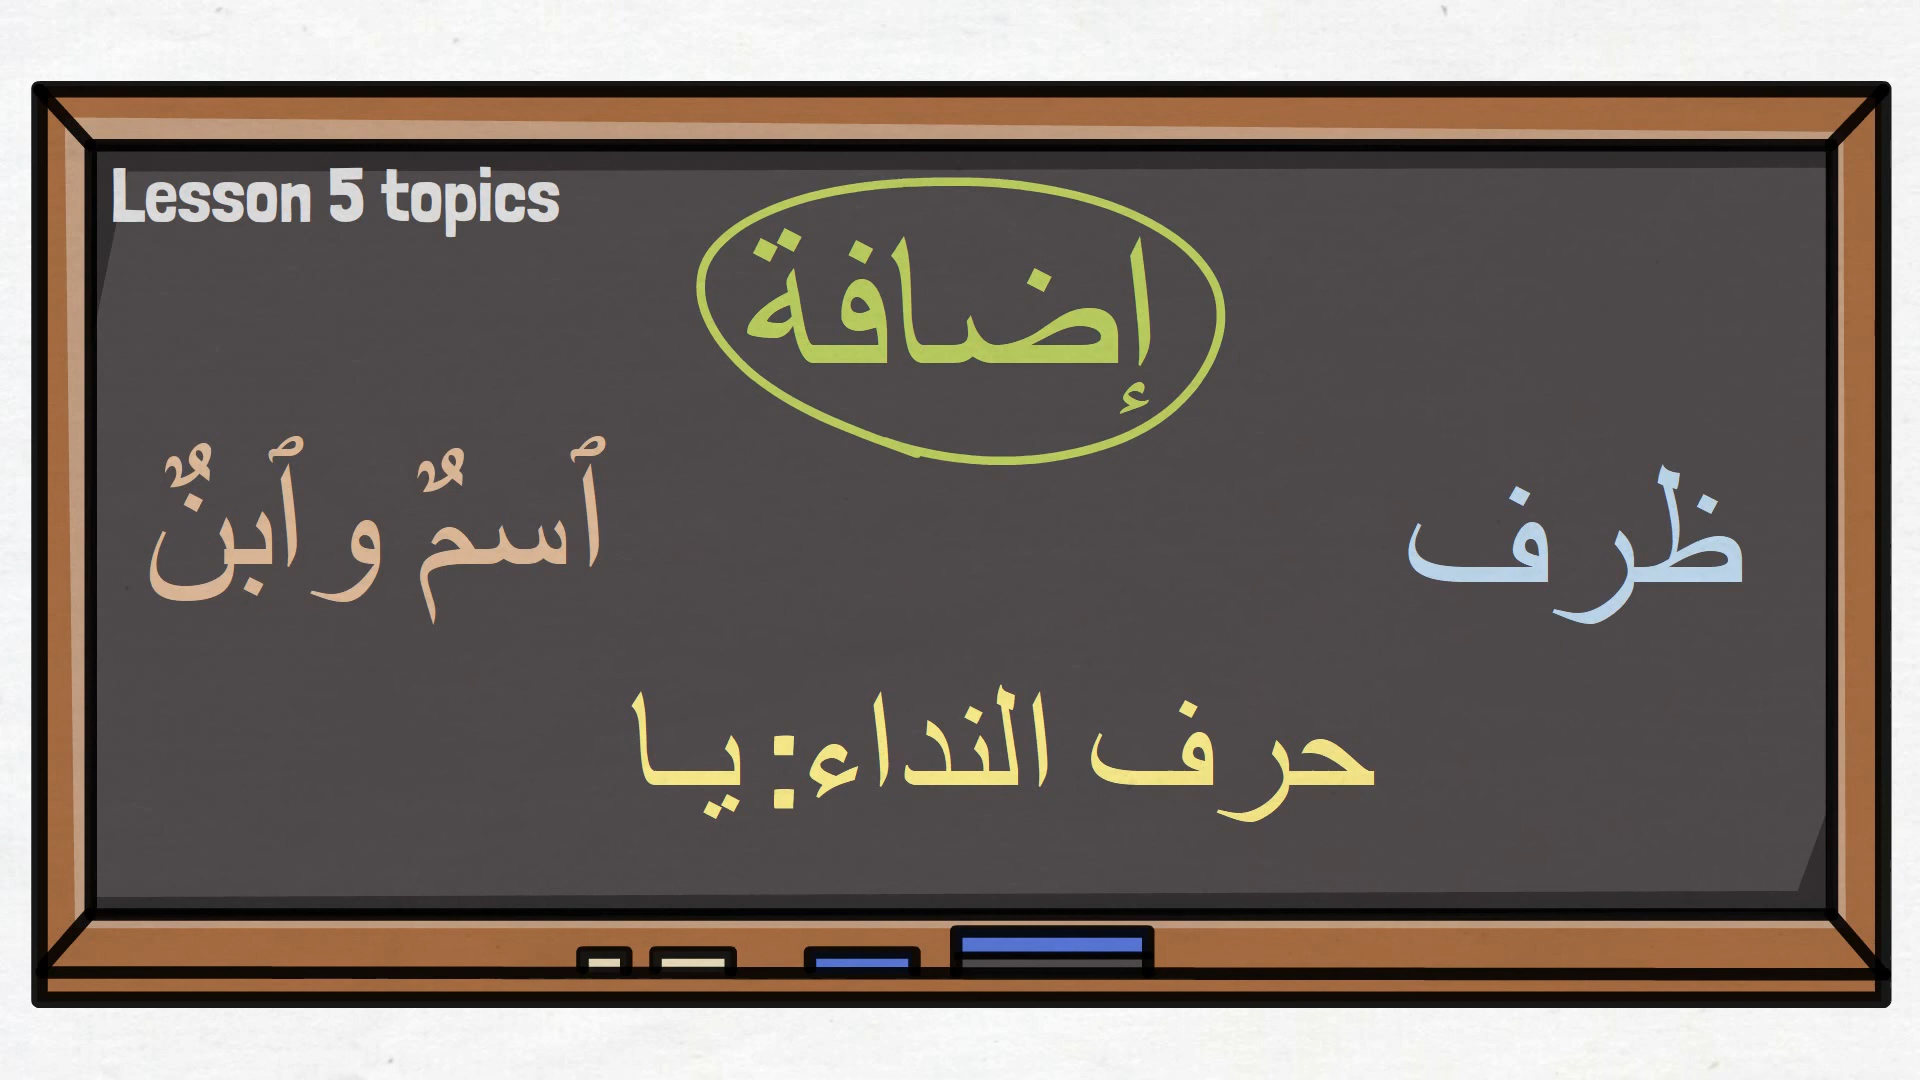 Lesson 5 topics
إضافة
ظرف
ٱسمٌ وٱبنٌ
حرف النداء: يا